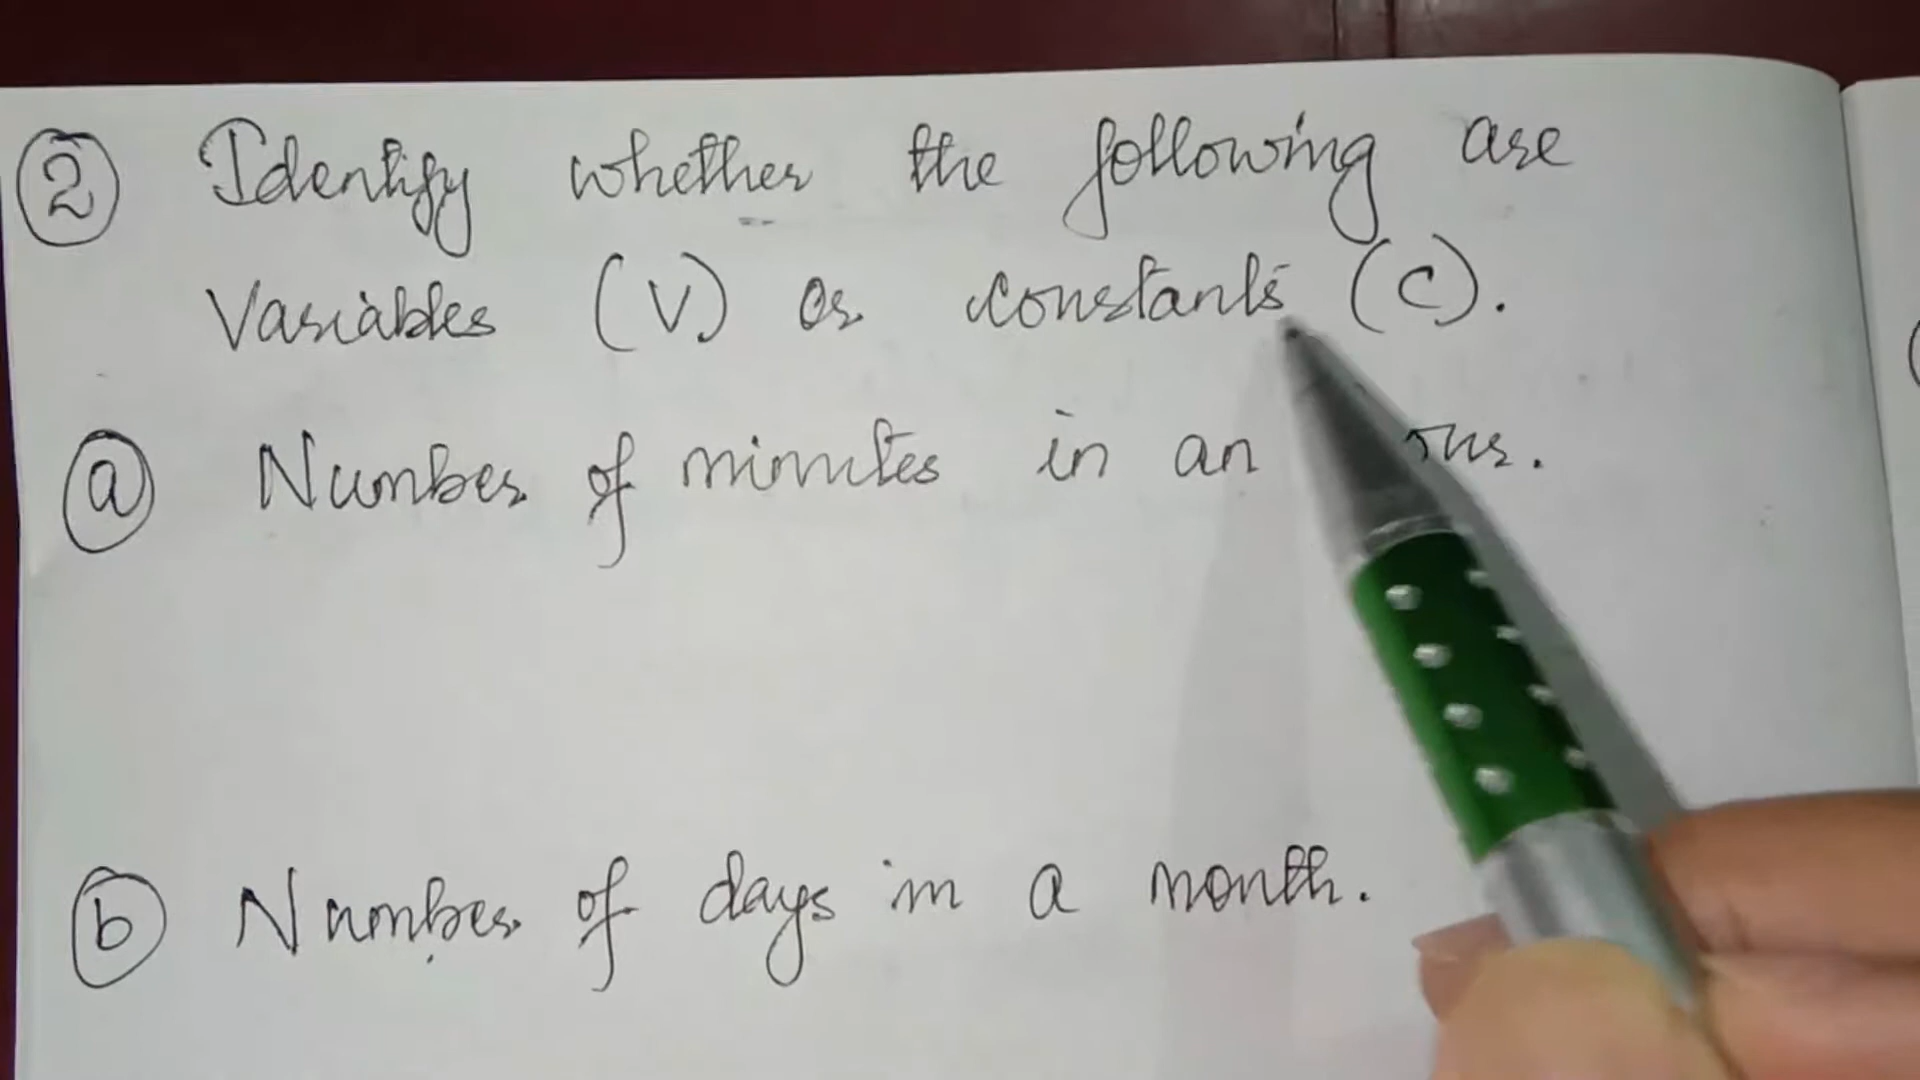 2 Identify whether the following are
Variables (V) or constants (C).
a Number of minutes in an
b Number of days in a month.